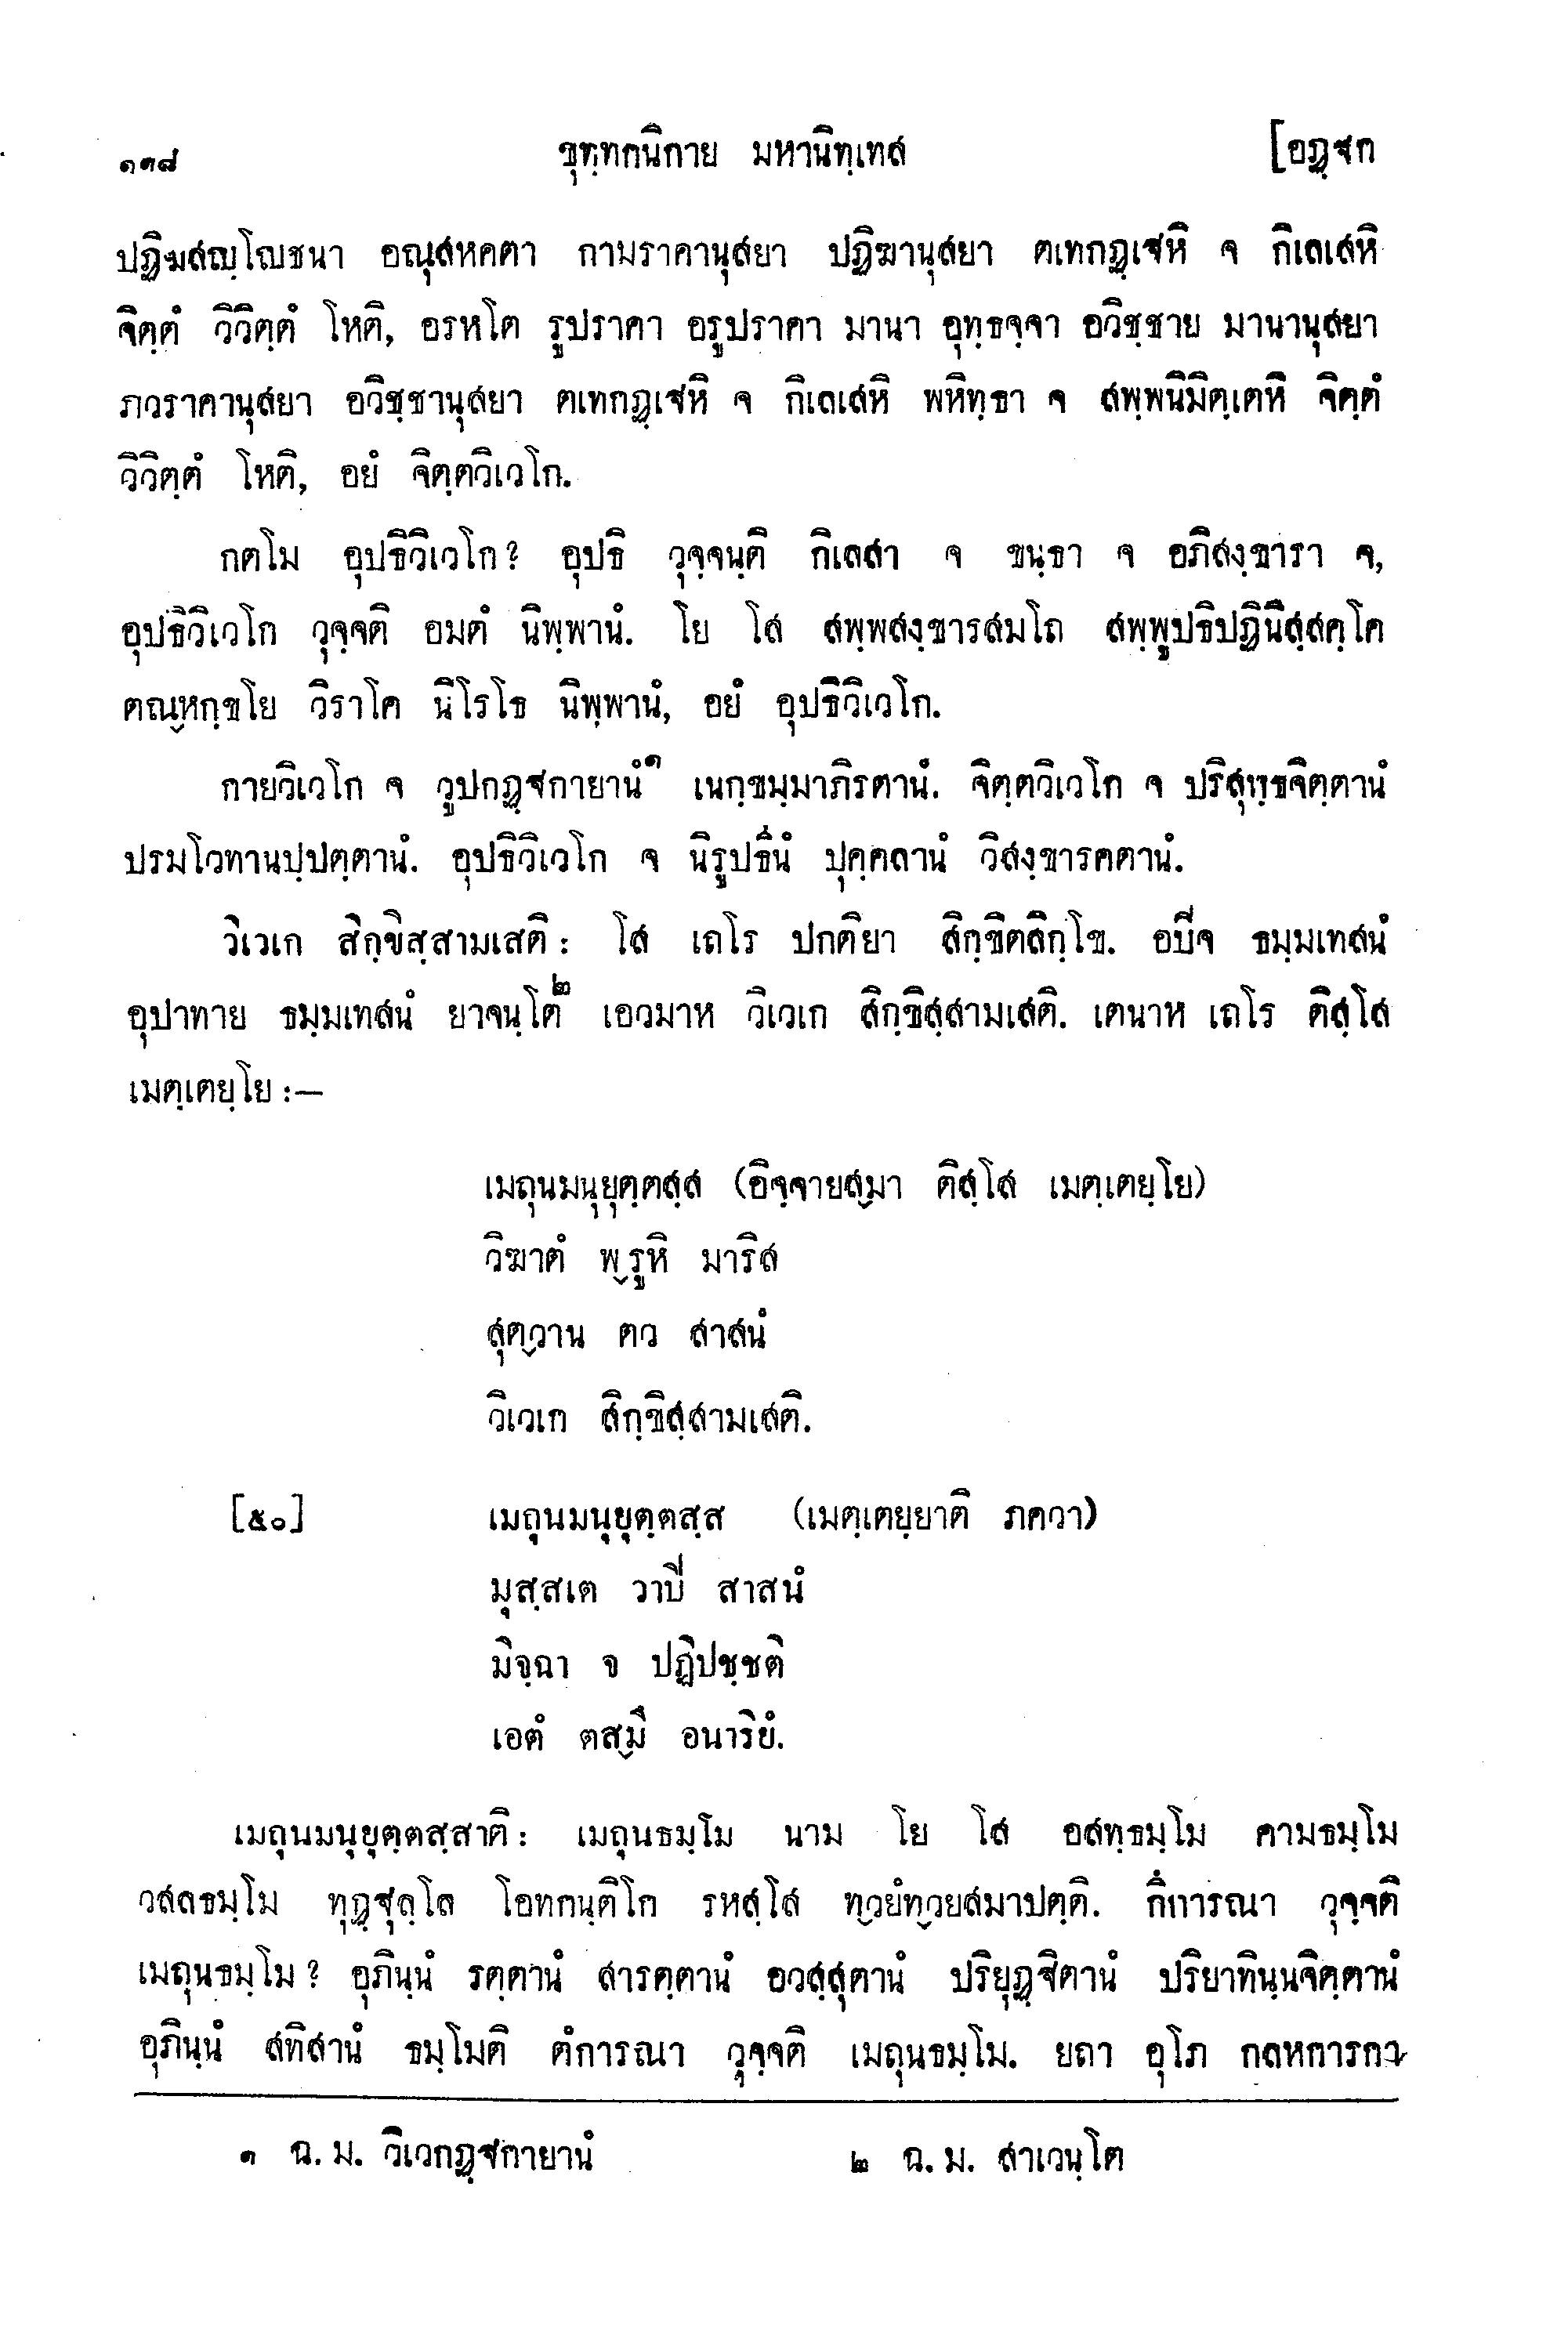 ๑๓๘ ขุทฺทกนิกาย มหานิทฺเทส [อฏฺฐก
ปฏิฆสญฺโญชนา อณุสหคตา กามราคานุสยา ปฏิฆานุสยา ตเทกฏฺเฐหิ จ กิเลเสหิ
จิตฺตํ วิวิตฺตํ โหติ, อรหโต รูปราคา อรูปราคา มานา อุทฺธจฺจา อวิชฺชาย มานานุสยา
ภวราคานุสยา อวิชฺชานุสยา ตเทกฏฺเฐหิ จ กิเลเสหิ พหิทฺธา จ สพฺพนิมิตฺเตหิ จิตฺตํ
วิวิตฺตํ โหติ, อยํ จิตฺตวิเวโก.
กตโม อุปธิวิเวโก? อุปธิ วุจฺจนฺติ กิเลสา จ ขนฺธา จ อภิสงฺขารา จ,
อุปธิวิเวโก วุจฺจติ อมตํ นิพฺพานํ. โย โส สพฺพสงฺขารสมโถ สพฺพูปธิปฏินิสฺสคฺโค
ตณฺหกฺขโย วิราโค นิโรโธ นิพฺพานํ, อยํ อุปธิวิเวโก.
กายวิเวโก จ วูปกฏฺฐกายานํ๑ เนกฺขมฺมาภิรตานํ. จิตฺตวิเวโก จ ปริสุทฺธจิตฺตานํ
ปรมโวทานปฺปตฺตานํ. อุปธิวิเวโก จ นิรูปธีนํ ปุคฺคลานํ วิสงฺขารคตานํ.
วิเวเก สิกฺขิสฺสามเสติ: โส เถโร ปกติยา สิกฺขิตสิกฺโข. อปิจ ธมฺมเทสนํ
อุปาทาย ธมฺมเทสนํ ยาจนฺโต๒ เอวมาห วิเวเก สิกฺขิสฺสามเสติ. เตนาห เถโร ติสฺโส
เมตฺเตยฺโย :—
เมถุนมนุยุตฺตสฺส (อิจฺจายสฺมา ติสฺโส เมตฺเตยฺโย)
วิฆาตํ พฺรูหิ มาริส
สุตฺวาน ตว สาสนํ
วิเวเก สิกฺขิสฺสามเสติ.
[๕๐] เมถุนมนุยุตฺตสฺส (เมตฺเตยฺยาติ ภควา)
มุสฺสเต วาปิ สาสนํ
มิจฺฉา จ ปฏิปชฺชติ
เอตํ ตสฺมึ อนาริยํ.
เมถุนมนุยุตฺตสฺสาติ: เมถุนธมฺโม นาม โย โส อสทฺธมฺโม คามธมฺโม
วสลธมฺโม ทุฏฺฐุลฺโล โอทกนฺติโก รหสฺโส ทฺวยํทฺวยสมาปตฺติ. กึการณา วุจฺจติ
เมถุนธมฺโม? อุภินฺนํ รตฺตานํ สารตฺตานํ อวสฺสุตานํ ปริยุฏฺฐิตานํ ปริยาทินฺนจิตฺตานํ
อุภินฺนํ สทิสานํ ธมฺโมติ ตํการณา วุจฺจติ เมถุนธมฺโม. ยถา อุโภ กลหการกา
๑ ฉ. ม. วิเวกฏฺฐกายานํ ๒ ฉ. ม. สาเวนฺโต